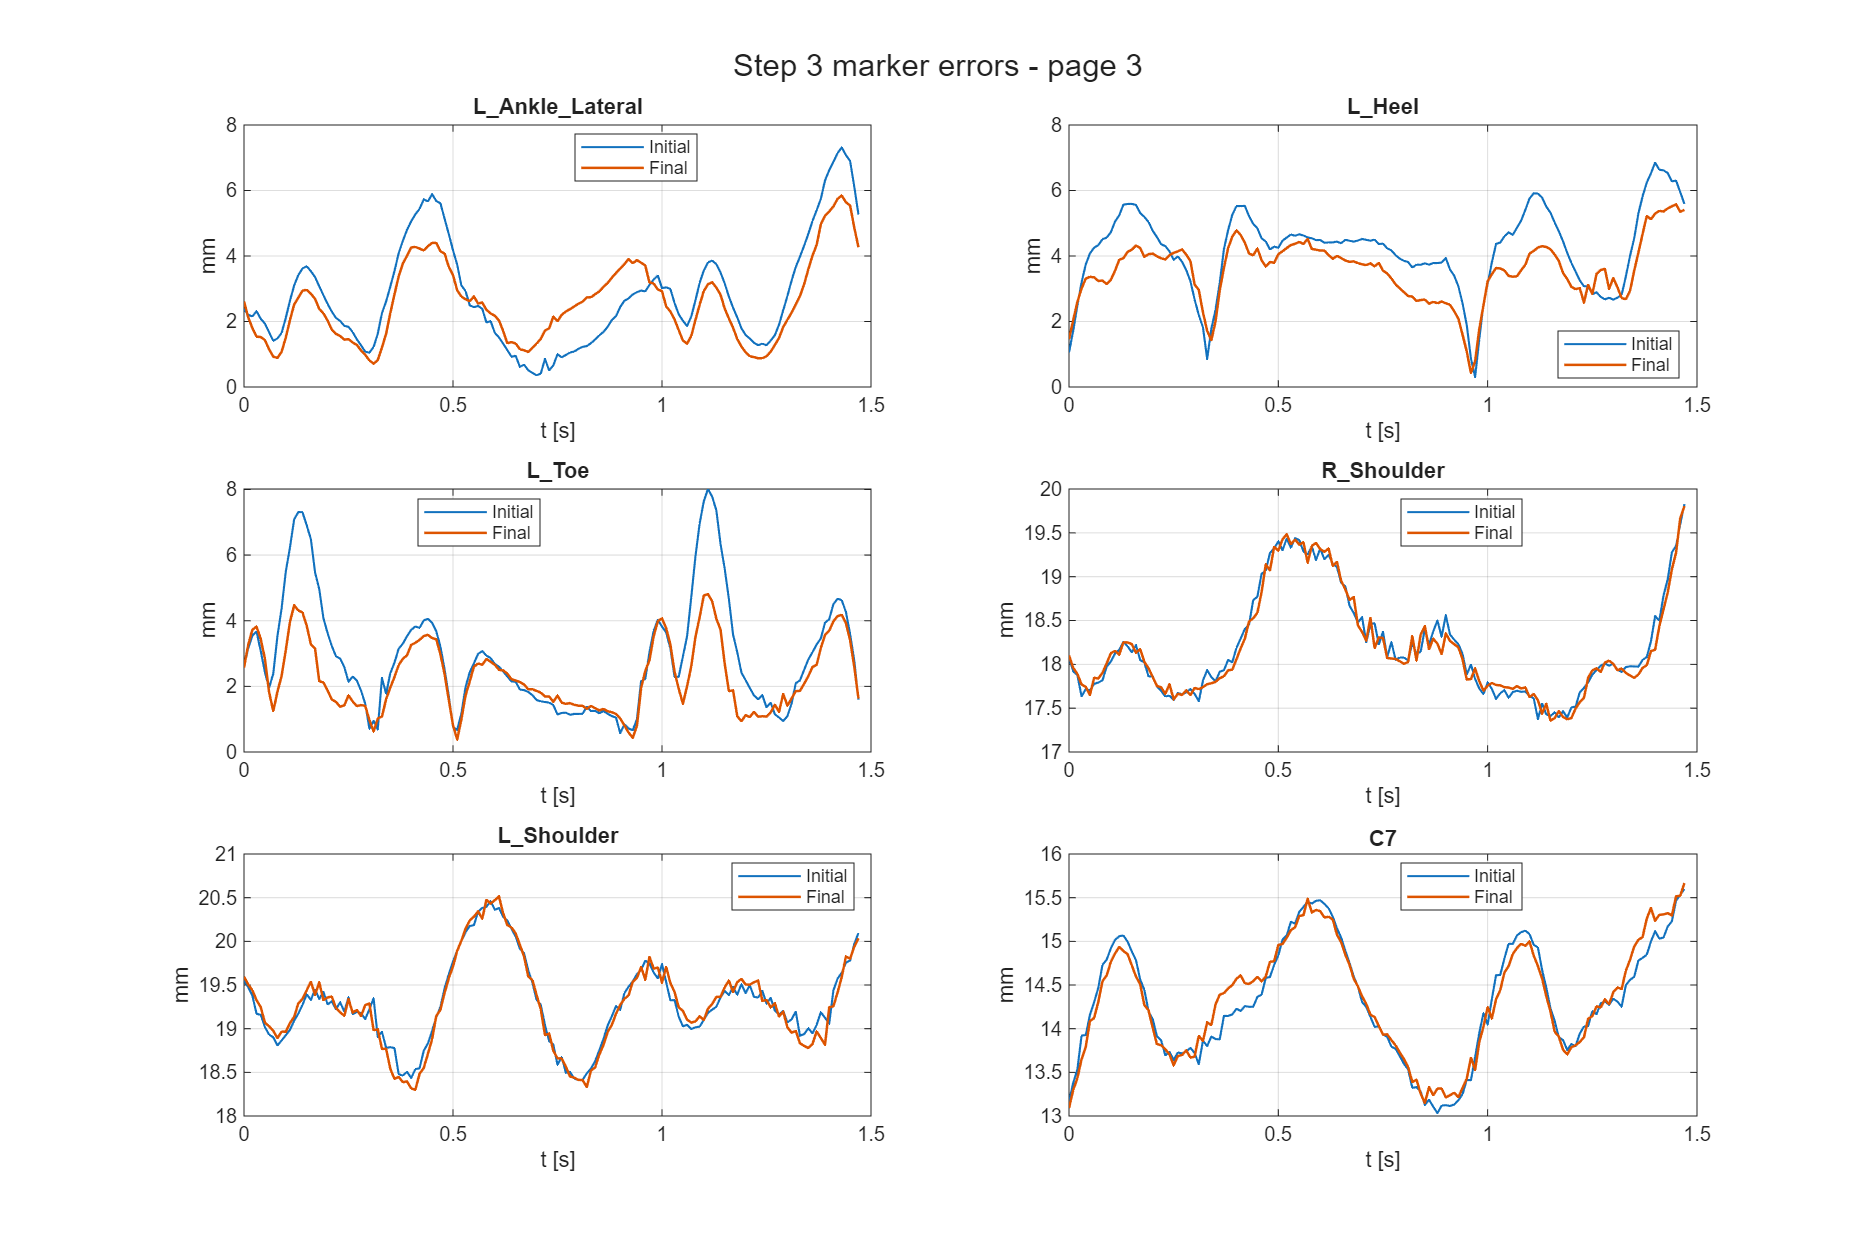 Step 3 marker errors - page 3
L_Ankle_Lateral
8
6
4
2
0
mm
Initial
Final
0 0.5 1 1.5
t [s]
L_Heel
8
6
4
2
0
mm
Initial
Final
0 0.5 1 1.5
t [s]
L_Toe
8
6
4
2
0
mm
Initial
Final
0 0.5 1 1.5
t [s]
R_Shoulder
20
19.5
19
18.5
18
17.5
17
mm
Initial
Final
0 0.5 1 1.5
t [s]
L_Shoulder
21
20.5
20
19.5
19
18.5
18
mm
Initial
Final
0 0.5 1 1.5
t [s]
C7
16
15.5
15
14.5
14
13.5
13
mm
Initial
Final
0 0.5 1 1.5
t [s]